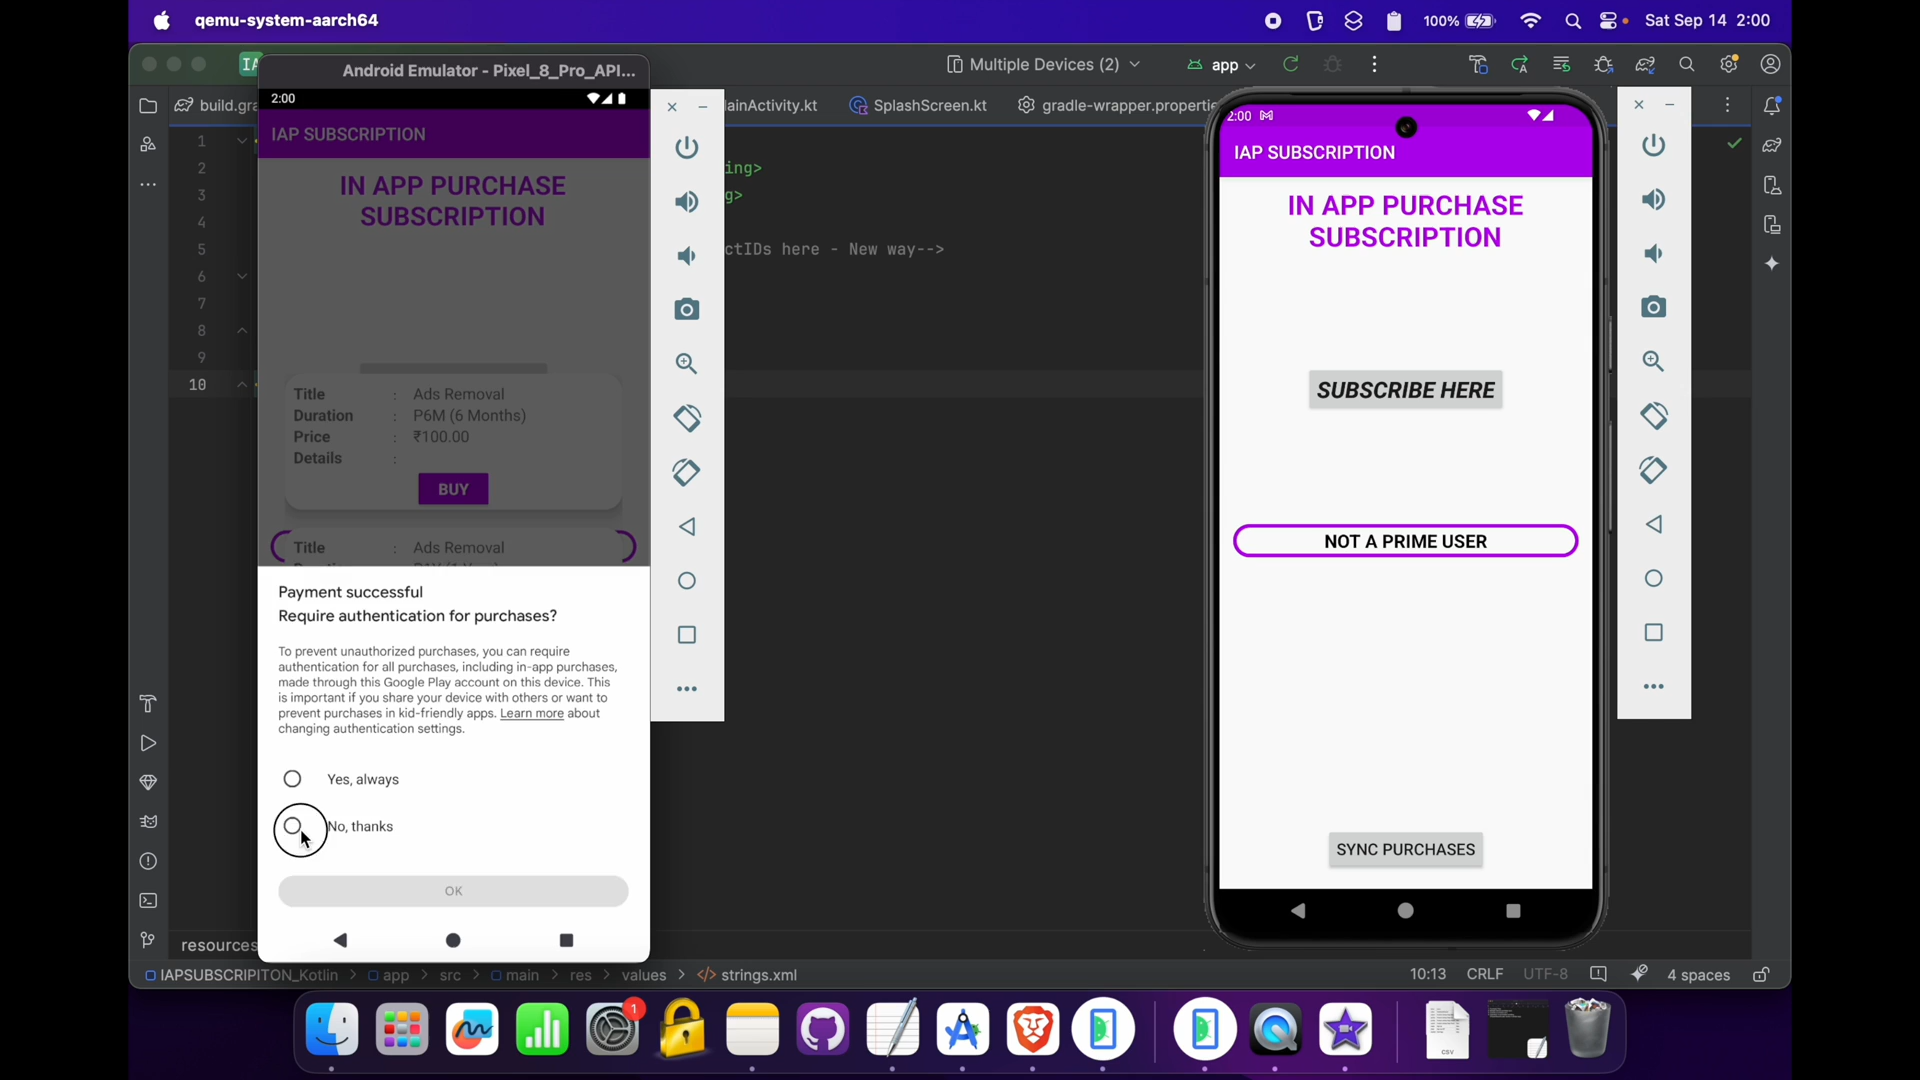 qemu-system-aarch64
100%
Sat Sep 14 2:00
IA
Android Emulator - Pixel_8_Pro_API...
Multiple Devices (2)
app
build.gra
ainActivity.kt
SplashScreen.kt
gradle-wrapper.properti
1
2
3
4
5
6
7
8
9
10
ing>
g>
ctIDs here - New way-->
2:00
IAP SUBSCRIPTION
IN APP PURCHASE
SUBSCRIPTION
Title : Ads Removal
Duration : P6M (6 Months)
Price : ₹100.00
Details :
BUY
Title : Ads Removal
Payment successful
Require authentication for purchases?
To prevent unauthorized purchases, you can require
authentication for all purchases, including in-app purchases,
made through this Google Play account on this device. This
is important if you share your device with others or want to
prevent purchases in kid-friendly apps. Learn more about
changing authentication settings.
Yes, always
No, thanks
OK
2:00
IAP SUBSCRIPTION
IN APP PURCHASE
SUBSCRIPTION
SUBSCRIBE HERE
NOT A PRIME USER
SYNC PURCHASES
resources
IAPSUBSCRIPITON_Kotlin > app > src > main > res > values > strings.xml
10:13 CRLF UTF-8 4 spaces
1
CSV